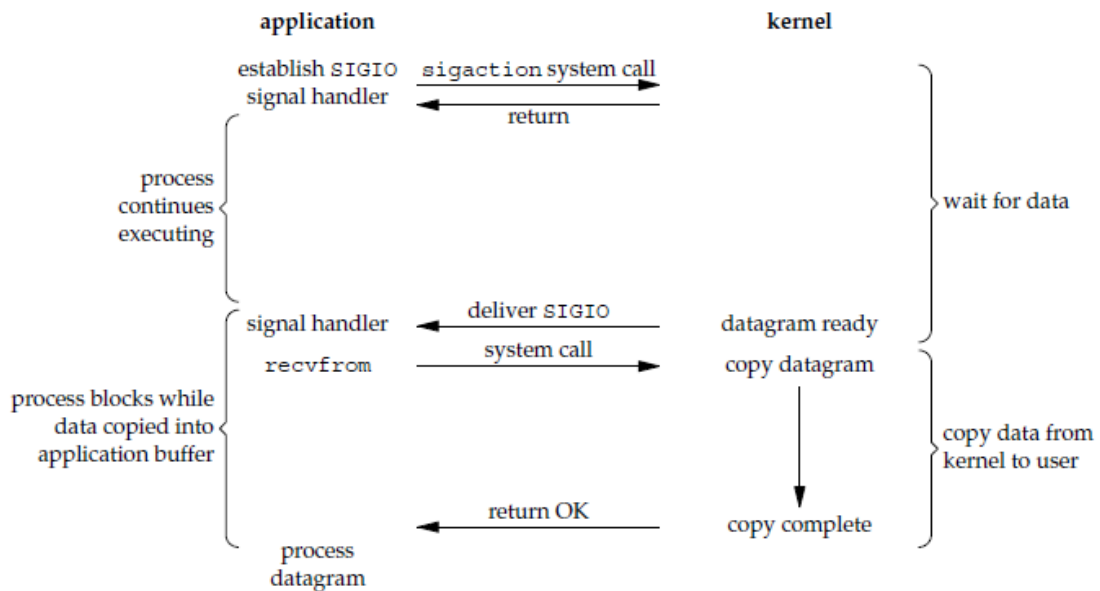 application
kernel
establish SIGIO
signal handler
sigaction system call
return
process
continues
executing
wait for data
deliver SIGIO
signal handler
datagram ready
system call
recvfrom
copy datagram
process blocks while
data copied into
application buffer
copy data from
kernel to user
return OK
copy complete
process
datagram